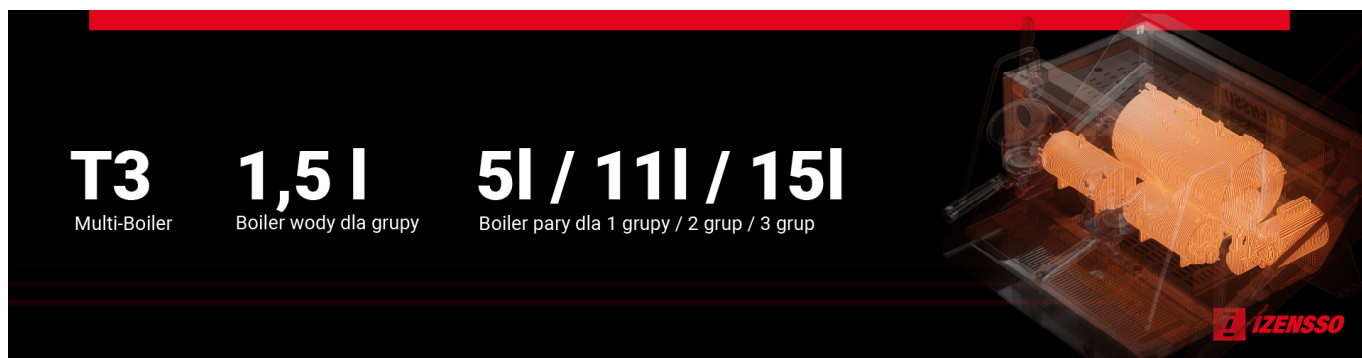 T3 1,5 l 5l / 11l / 15l
Multi-Boiler Boiler wody dla grupy Boiler pary dla 1 grupy / 2 grup / 3 grup
İZENSSO